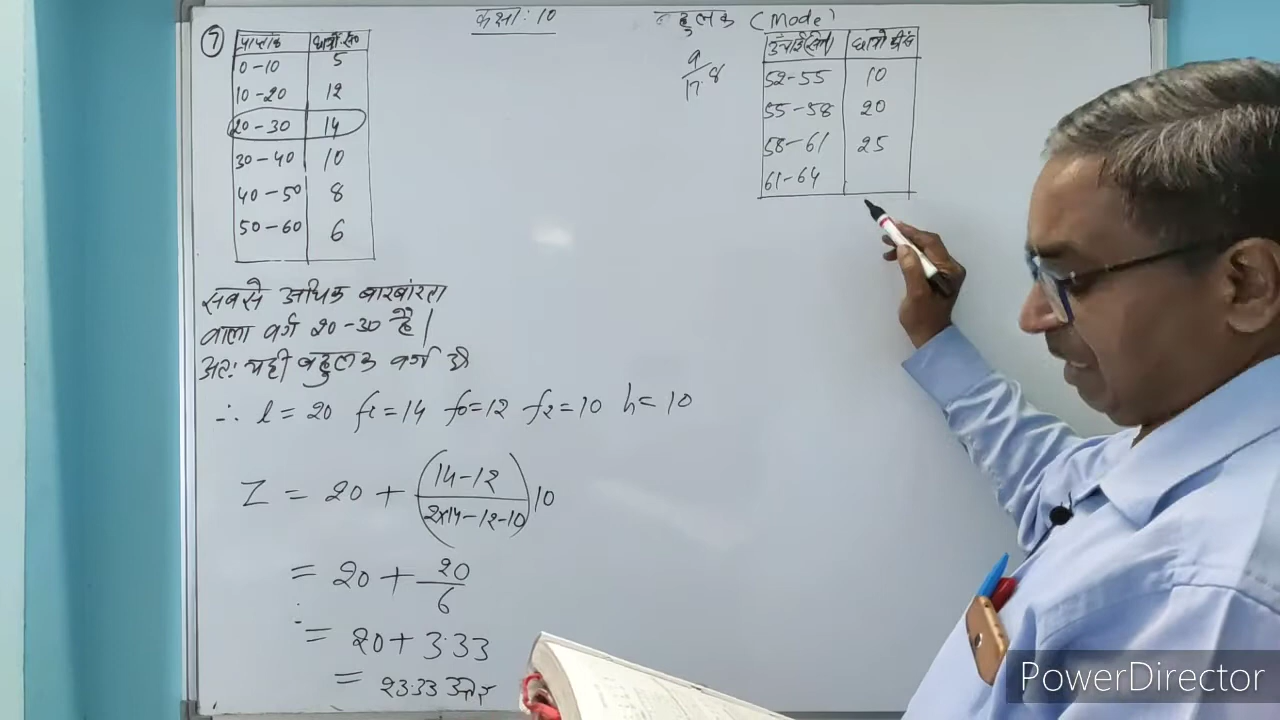 कक्षा: 10
बहुलक (Mode)
7
प्राप्तांक छात्रों सं०
0-10 5
10-20 12
20-30 14
30-40 10
40-50 8
50-60 6
सबसे अधिक बारंबारता
वाला वर्ग 20-30 है।
अतः यही बहुलक वर्ग
∴ l = 20 f1 = 14 f0 = 12 f2 = 10 h = 10
Z = 20 + (14-12 / 2×14-12-10) 10
= 20 + 20/6
= 20 + 3.33
= 23.33 उत्तर
9/17.8
ऊँचाई छात्रों की सं
52-55 10
55-58 20
58-61 25
61-64
PowerDirector